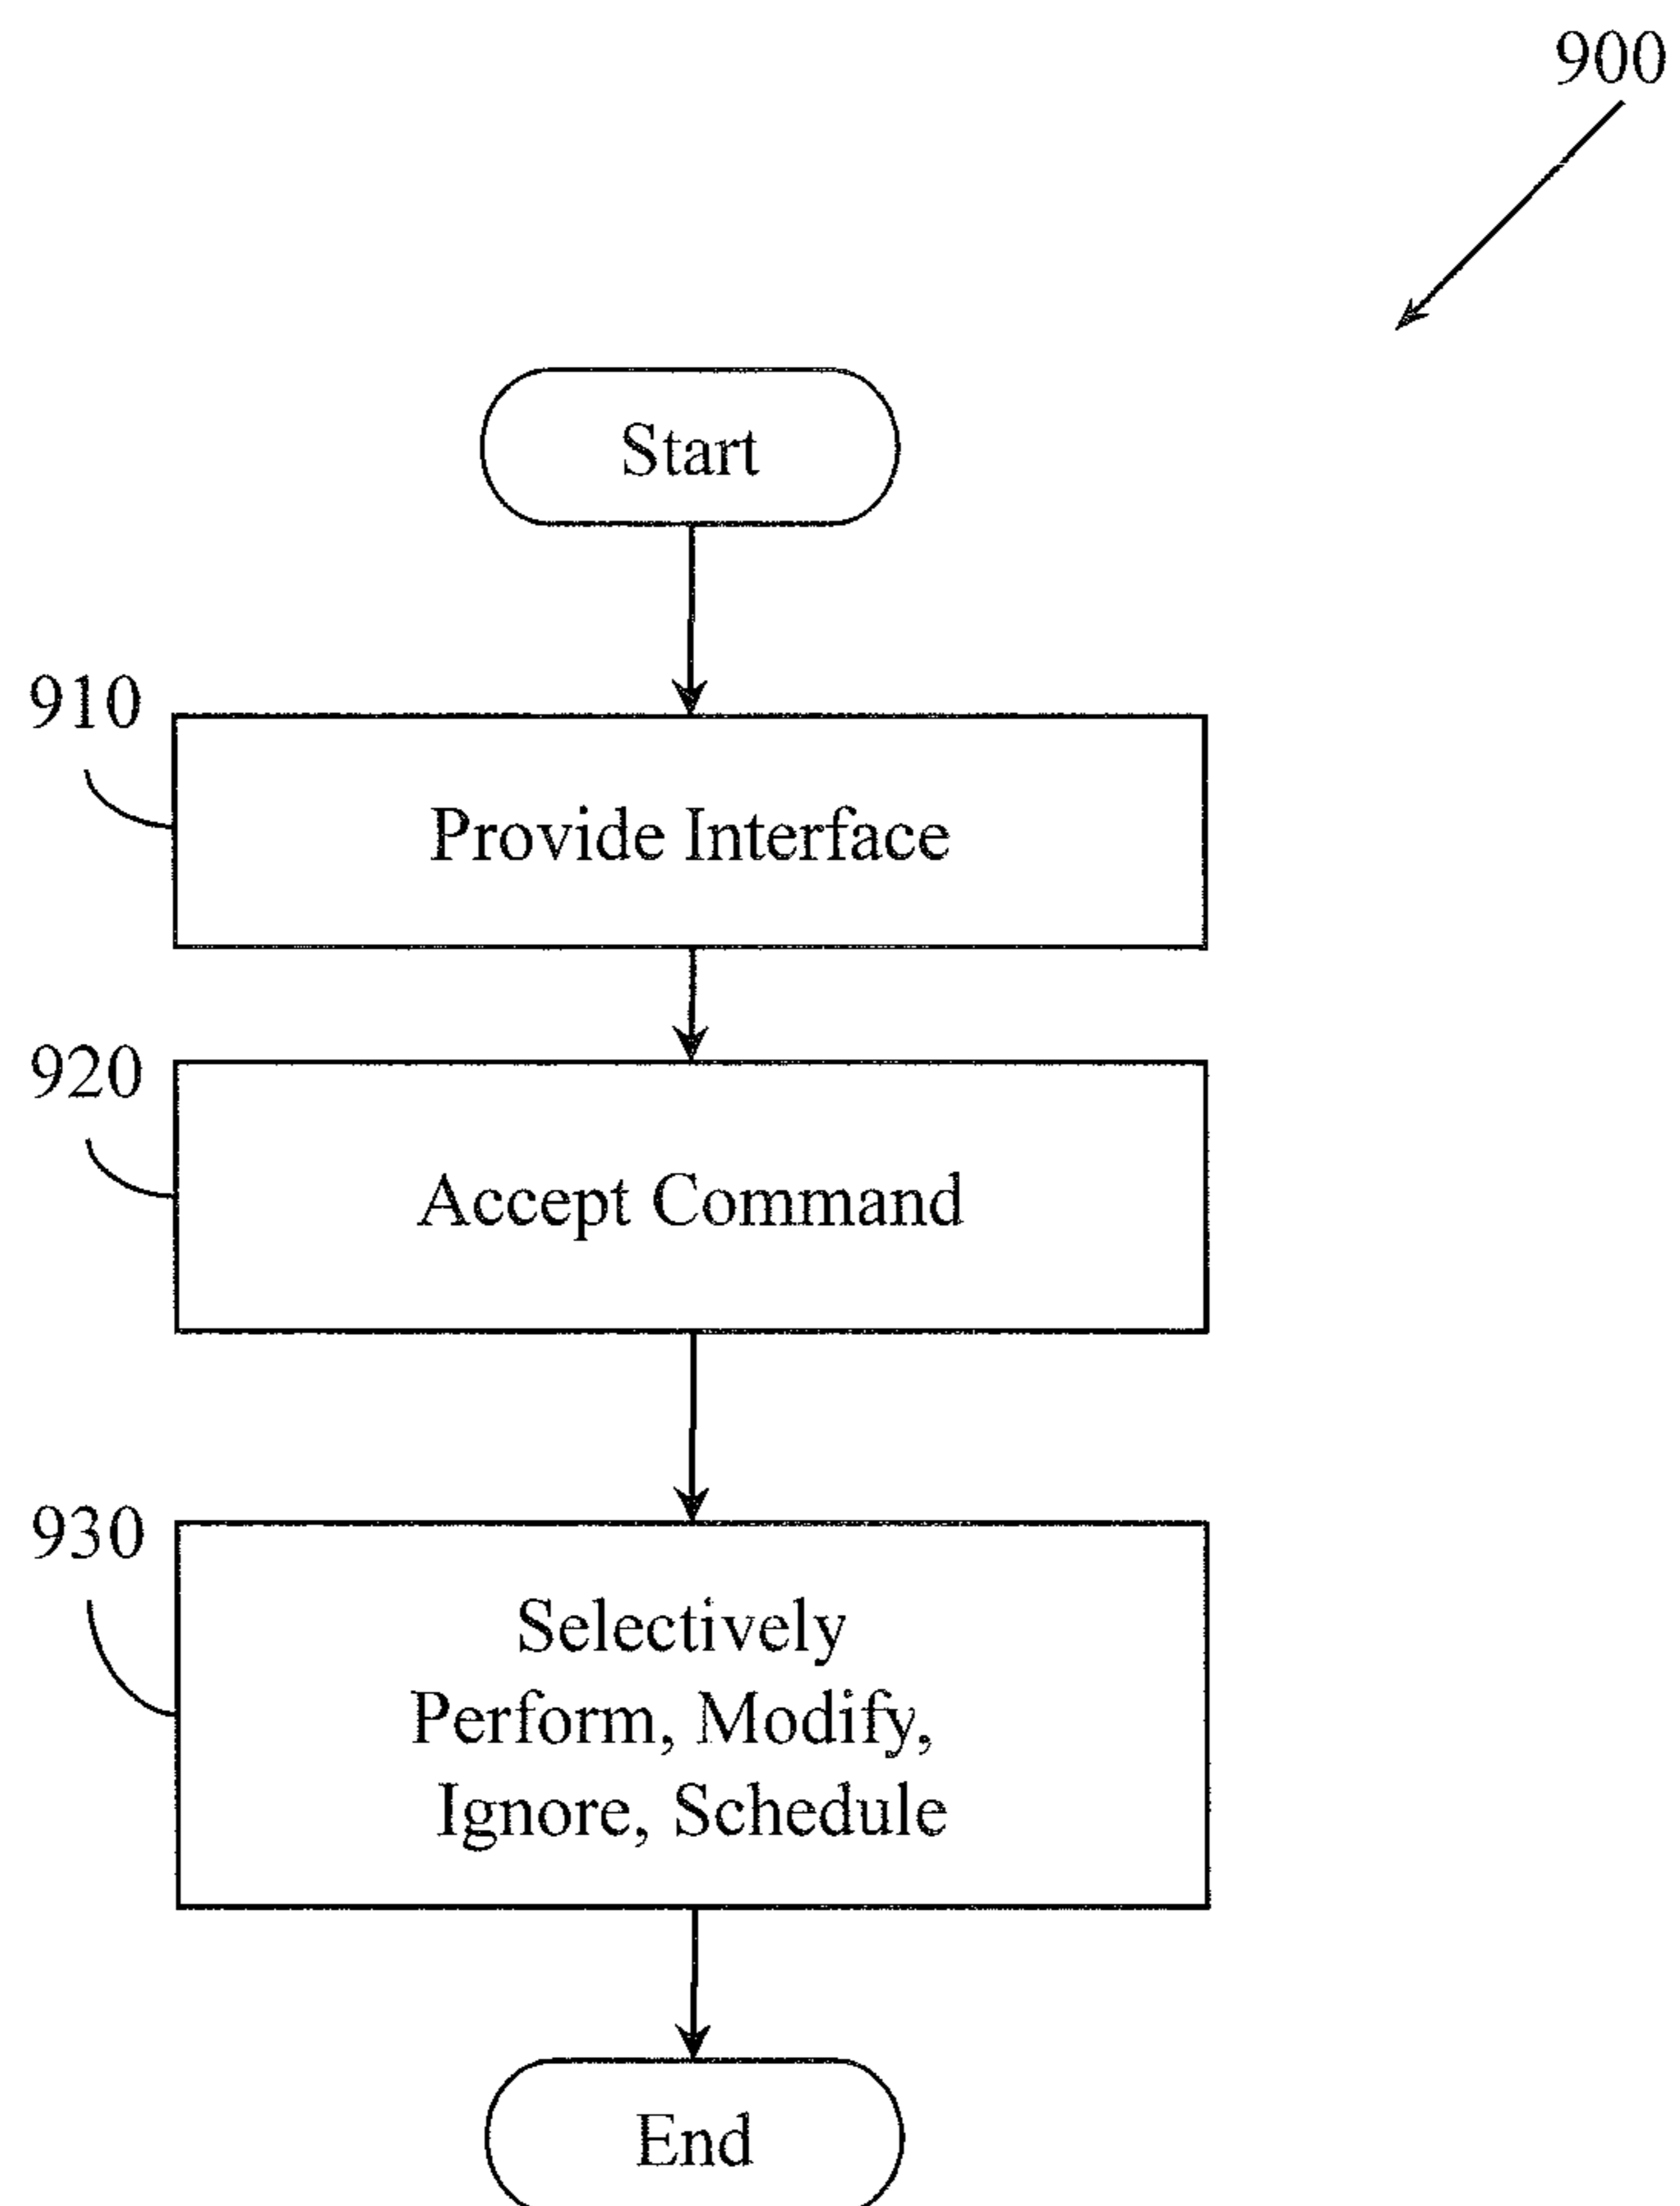 900
Start
910
Provide Interface
920
Accept Command
930
Selectively
Perform, Modify,
Ignore, Schedule
End